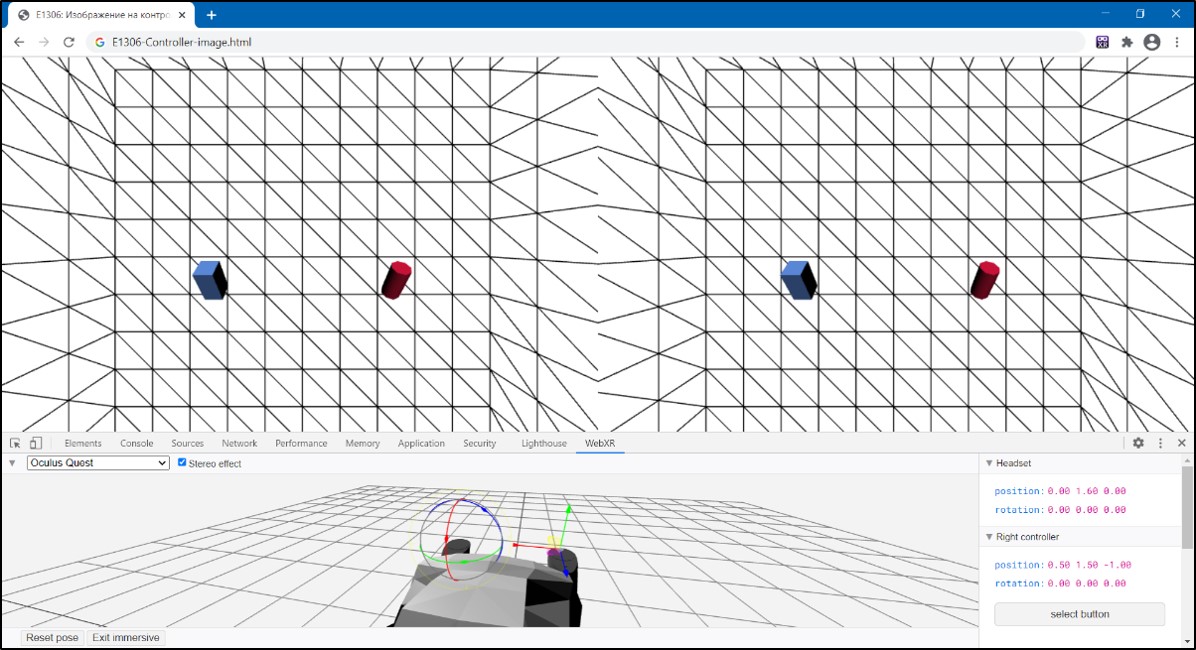 E1306: Изображение на контро
E1306-Controller-image.html
Elements Console Sources Network Performance Memory Application Security Lighthouse WebXR
Oculus Quest Stereo effect
Headset
position: 0.00 1.60 0.00
rotation: 0.00 0.00 0.00
Right controller
position: 0.50 1.50 -1.00
rotation: 0.00 0.00 0.00
select button
Reset pose Exit immersive